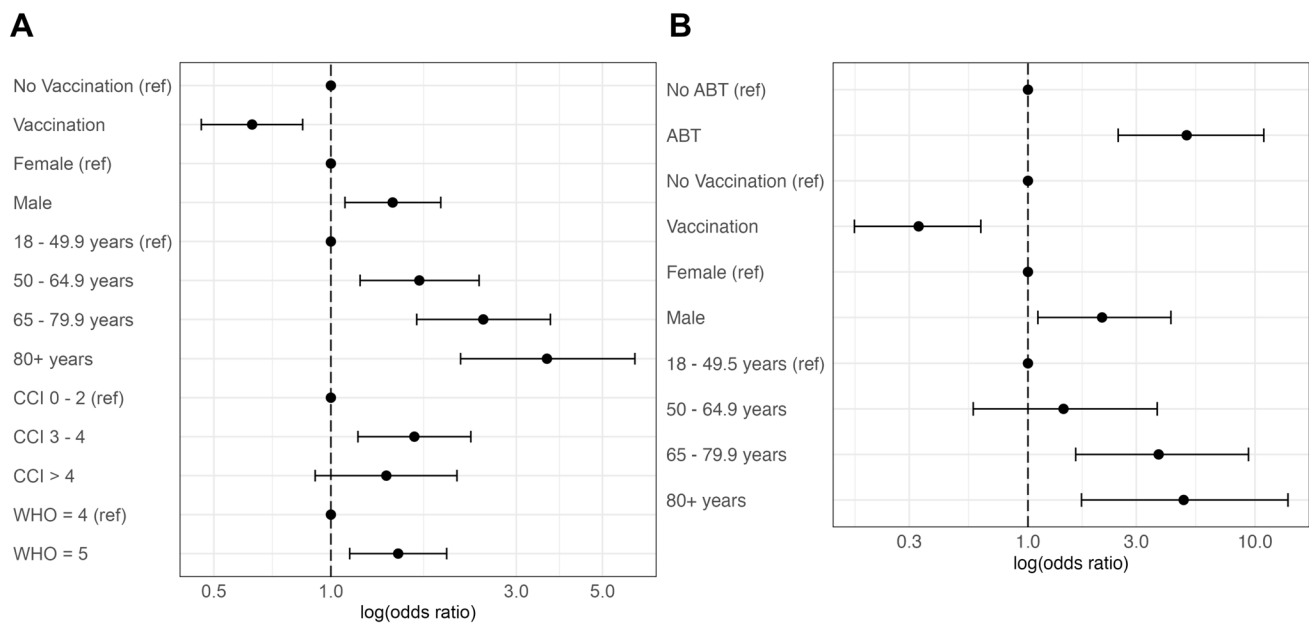 A
No Vaccination (ref)
Vaccination
Female (ref)
Male
18 - 49.9 years (ref)
50 - 64.9 years
65 - 79.9 years
80+ years
CCI 0 - 2 (ref)
CCI 3 - 4
CCI > 4
WHO = 4 (ref)
WHO = 5
0.5 1.0 3.0 5.0
log(odds ratio)
B
No ABT (ref)
ABT
No Vaccination (ref)
Vaccination
Female (ref)
Male
18 - 49.5 years (ref)
50 - 64.9 years
65 - 79.9 years
80+ years
0.3 1.0 3.0 10.0
log(odds ratio)